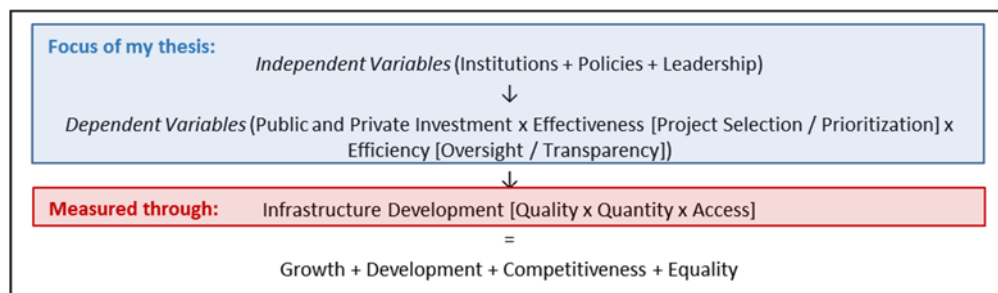 Focus of my thesis:
Independent Variables (Institutions + Policies + Leadership)
↓
Dependent Variables (Public and Private Investment x Effectiveness [Project Selection / Prioritization] x
Efficiency [Oversight / Transparency])
↓
Measured through: Infrastructure Development [Quality x Quantity x Access]
=
Growth + Development + Competitiveness + Equality